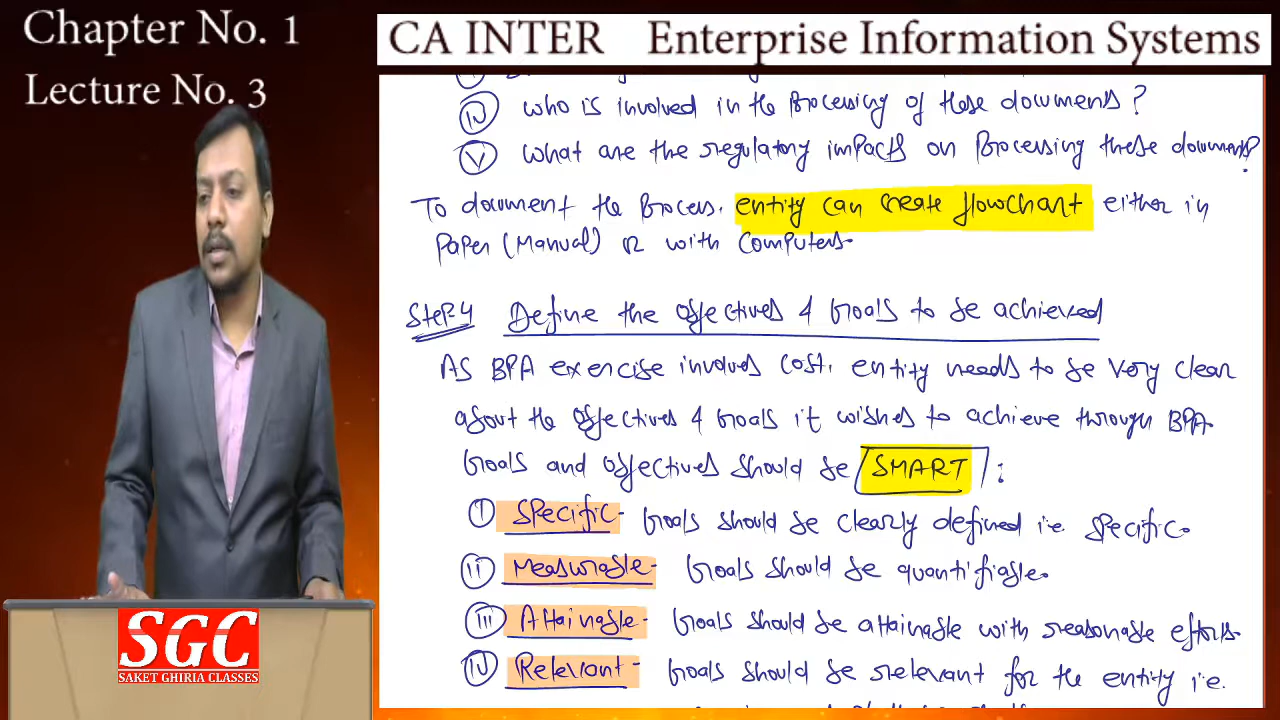 Chapter No. 1
Lecture No. 3
CA INTER Enterprise Information Systems
iv who is involved in the Processing of these documents?
v What are the regulatory impacts on Processing these document?
To document the Process, entity can create flowchart either in
Paper (Manual) or with Computers.
Step-4 Define the objectives & Goals to be achieved
As BPA exercise involves Cost, entity needs to be very clear
about the objectives & Goals it wishes to achieve through BPA.
Goals and objectives should be SMART :
i Specific - Goals should be clearly defined i.e. specific.
ii Measurable - Goals should be quantifiable.
iii Attainable - Goals should be attainable with reasonable efforts.
iv Relevant - Goals should be relevant for the entity i.e.
SGC
SAKET GHIRIA CLASSES